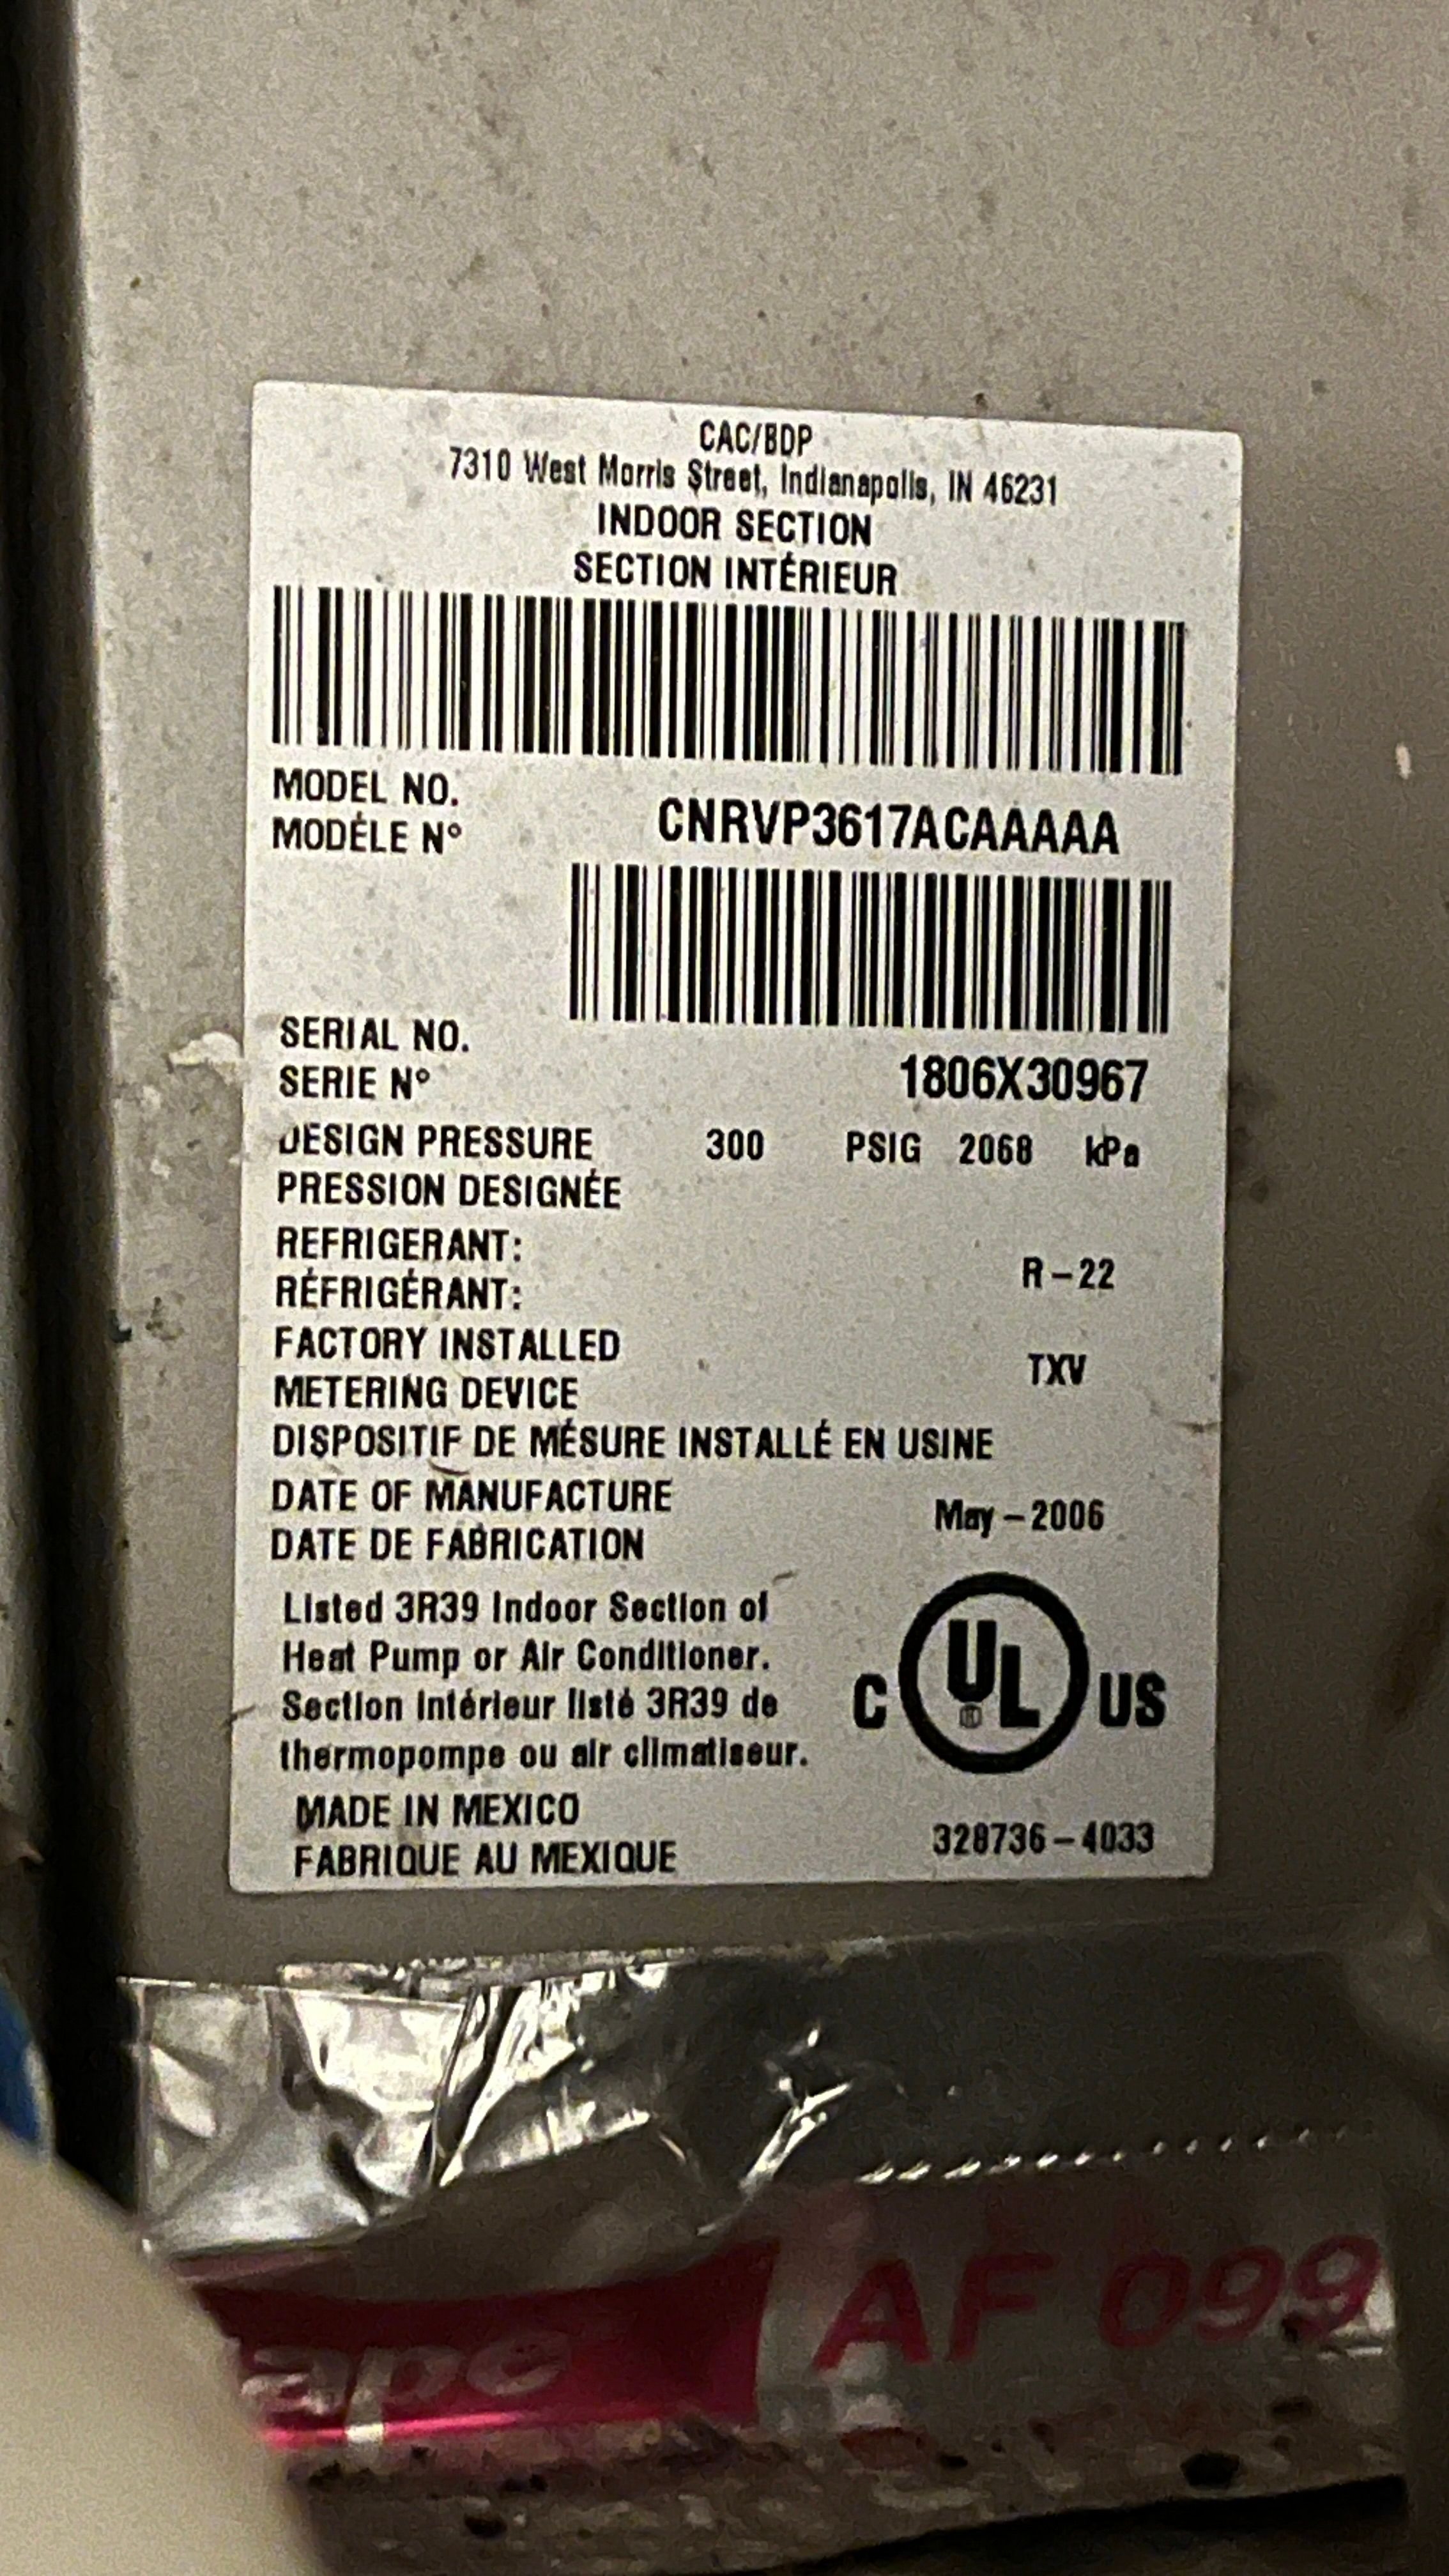 CAC/BDP
7310 West Morris Street, Indianapolis, IN 46231
INDOOR SECTION
SECTION INTÉRIEUR
MODEL NO.
MODÉLE Nº
CNRVP3617ACAAAAA
SERIAL NO.
SERIE Nº
1806X30967
DESIGN PRESSURE 300 PSIG 2068 kPa
PRESSION DESIGNÉE
REFRIGERANT:
RÉFRIGÉRANT:
R-22
FACTORY INSTALLED
METERING DEVICE
TXV
DISPOSITIF DE MÉSURE INSTALLÉ EN USINE
DATE OF MANUFACTURE
DATE DE FABRICATION
May-2006
Listed 3R39 Indoor Section of
Heat Pump or Air Conditioner.
Section Intérieur listé 3R39 de
thermopompe ou air climatiseur.
C UL® US
MADE IN MEXICO
FABRIQUE AU MEXIQUE
328736-4033
ape AF 099